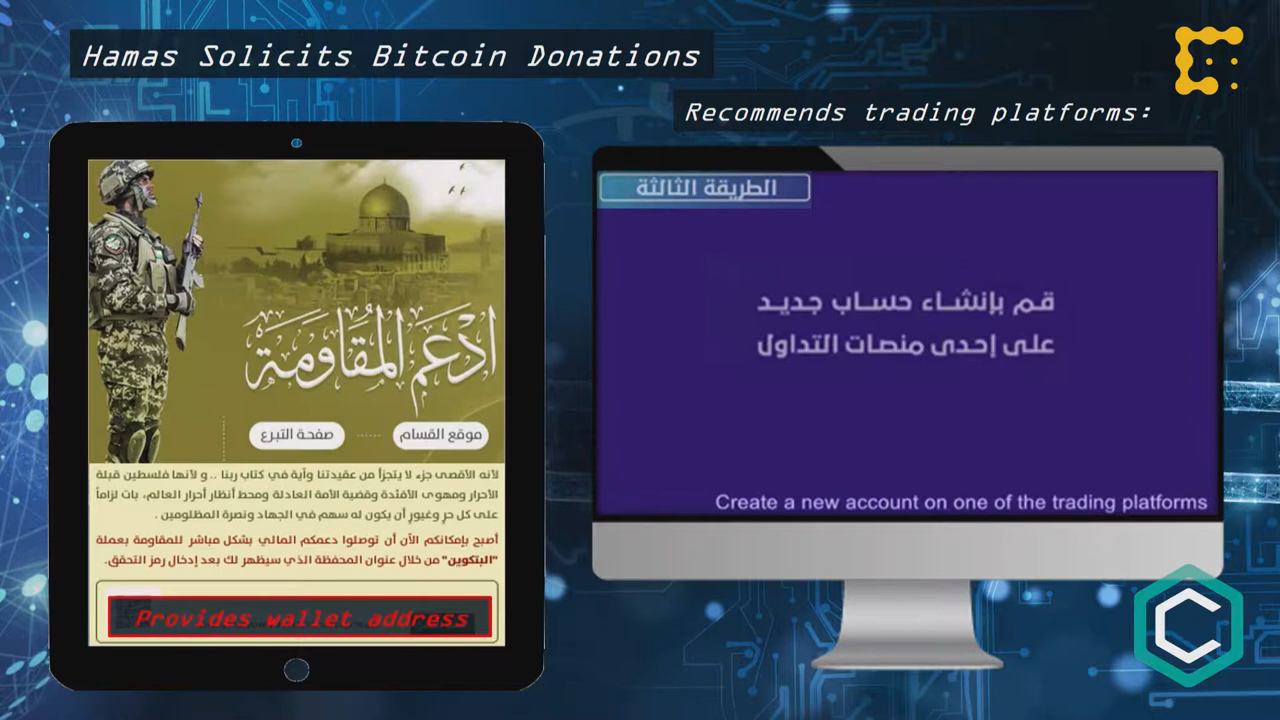 Hamas Solicits Bitcoin Donations
Recommends trading platforms:
ادعم المقاومة
موقع القسام
صفحة التبرع
لأنه الأقصى جزء لا يتجزأ من عقيدتنا وآية في كتاب ربنا .. و لأنها فلسطين قبلة
الأحرار ومهوى الأفئدة وقضية الأمة العادلة ومحط أنظار أحرار العالم، بات لزاماً
على كل حرٍ وغيورٍ أن يكون له سهم في الجهاد ونصرة المظلومين .
أصبح بإمكانكم الآن أن توصلوا دعمكم المالي بشكل مباشر للمقاومة بعملة
"البتكوين" من خلال عنوان المحفظة الذي سيظهر لك بعد إدخال رمز التحقق.
Provides wallet address
الطريقة الثالثة
قم بإنشاء حساب جديد
على إحدى منصات التداول
Create a new account on one of the trading platforms